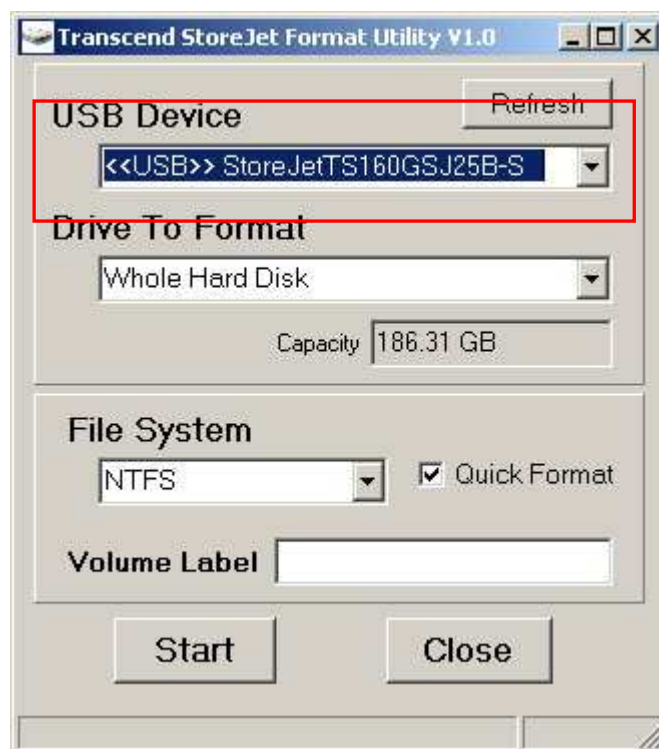 Transcend StoreJet Format Utility V1.0
USB Device
Refresh
<<USB>> StoreJetTS160GSJ25B-S
Drive To Format
Whole Hard Disk
Capacity 186.31 GB
File System
NTFS
Quick Format
Volume Label
Start
Close